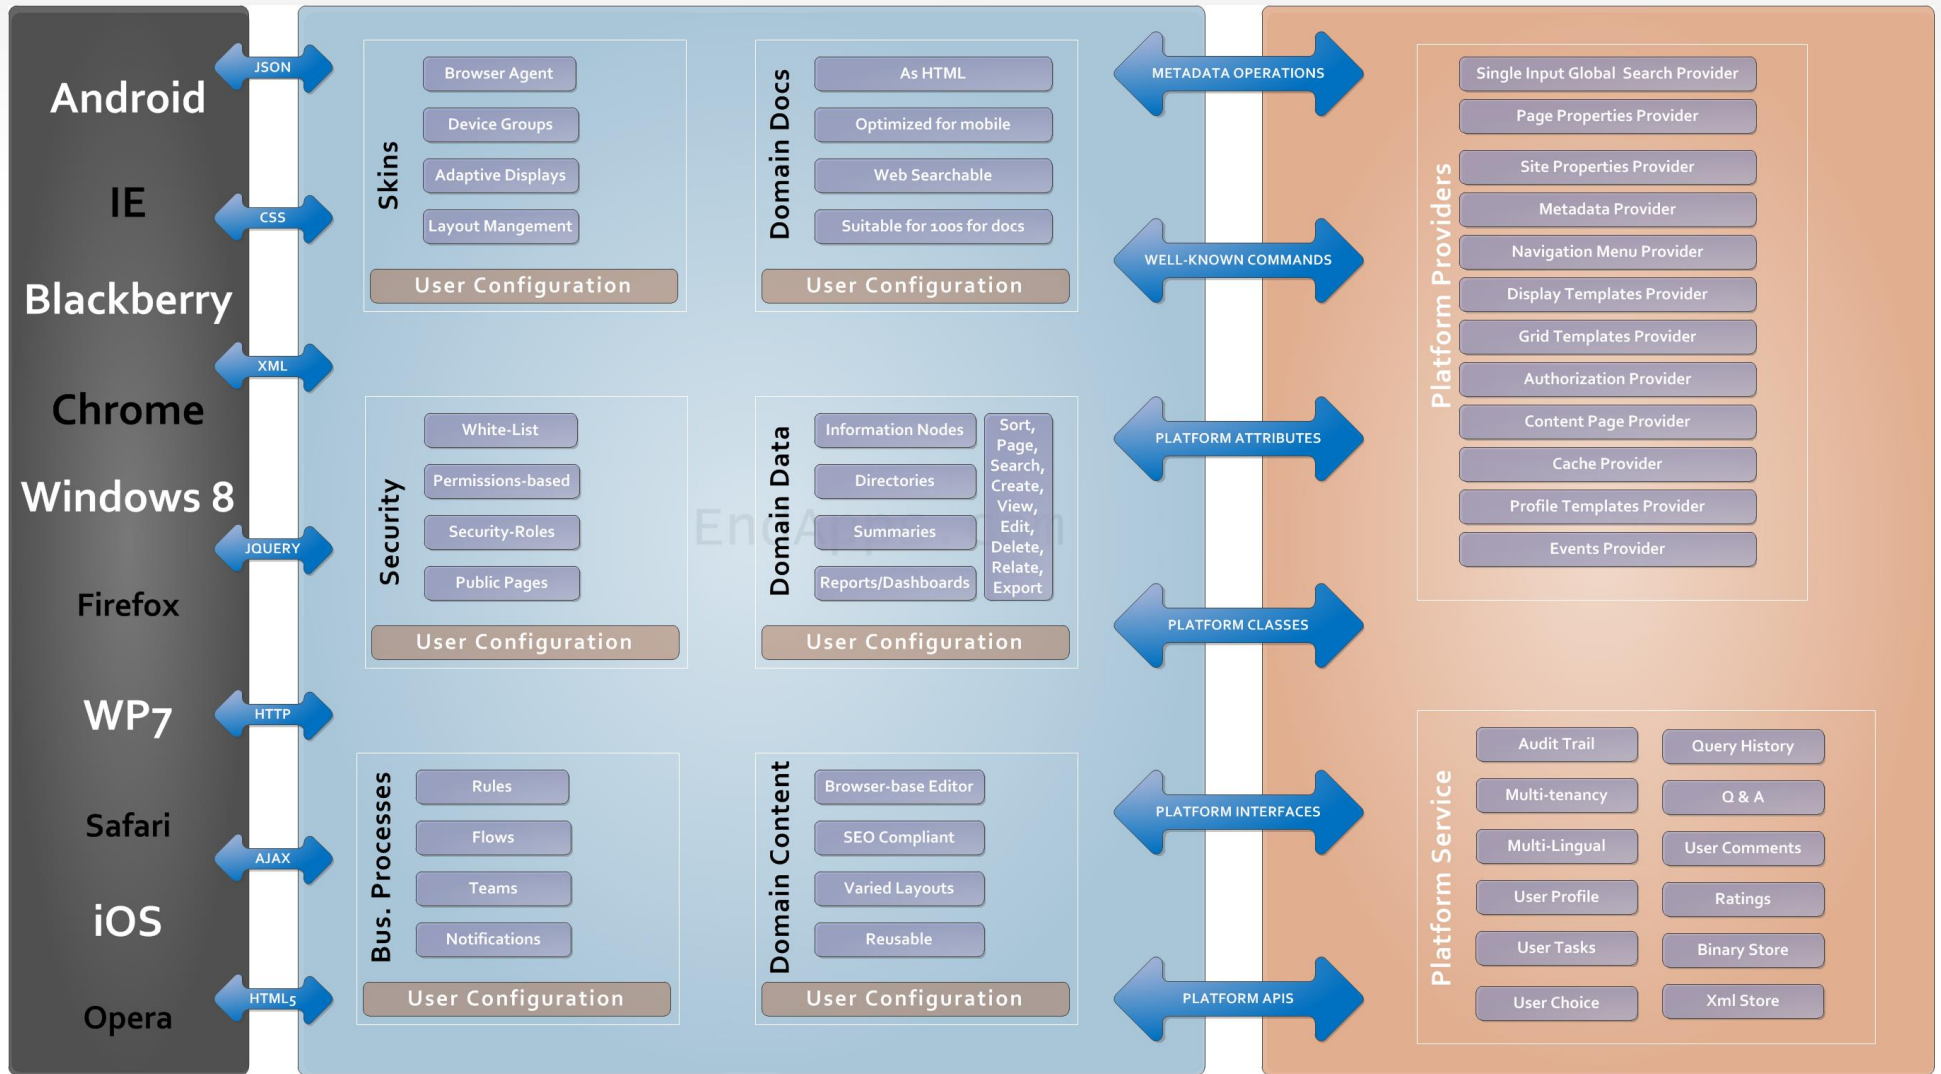 Android
IE
Blackberry
Chrome
Windows 8
Firefox
WP7
Safari
iOS
Opera
JSON
CSS
XML
JQUERY
HTTP
AJAX
HTML5
Skins
Browser Agent
Device Groups
Adaptive Displays
Layout Mangement
User Configuration
Domain Docs
As HTML
Optimized for mobile
Web Searchable
Suitable for 100s for docs
User Configuration
Security
White-List
Permissions-based
Security-Roles
Public Pages
User Configuration
Domain Data
Information Nodes
Directories
Summaries
Reports/Dashboards
Sort,
Page,
Search,
Create,
View,
Edit,
Delete,
Relate,
Export
User Configuration
Bus. Processes
Rules
Flows
Teams
Notifications
User Configuration
Domain Content
Browser-base Editor
SEO Compliant
Varied Layouts
Reusable
User Configuration
METADATA OPERATIONS
WELL-KNOWN COMMANDS
PLATFORM ATTRIBUTES
PLATFORM CLASSES
PLATFORM INTERFACES
PLATFORM APIS
Platform Providers
Single Input Global Search Provider
Page Properties Provider
Site Properties Provider
Metadata Provider
Navigation Menu Provider
Display Templates Provider
Grid Templates Provider
Authorization Provider
Content Page Provider
Cache Provider
Profile Templates Provider
Events Provider
Platform Service
Audit Trail
Multi-tenancy
Multi-Lingual
User Profile
User Tasks
User Choice
Query History
Q & A
User Comments
Ratings
Binary Store
Xml Store